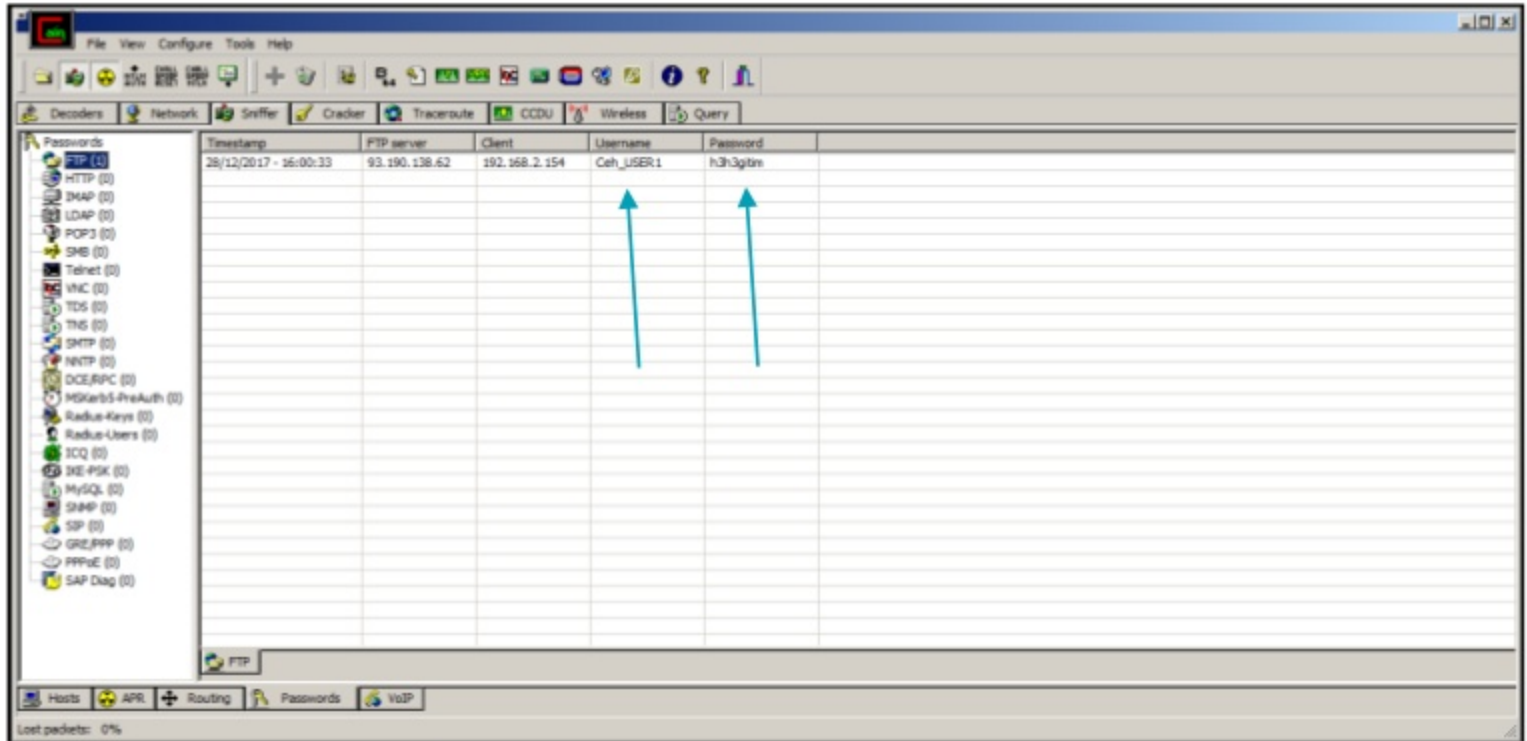 File View Configure Tools Help
Decoders Network Sniffer Cracker Traceroute CCDU Wireless Query
Passwords
FTP (1)
HTTP (0)
IMAP (0)
LDAP (0)
POP3 (0)
SMB (0)
Telnet (0)
VNC (0)
TDS (0)
TNS (0)
SMTP (0)
NNTP (0)
DCE/RPC (0)
MSKerb5-PreAuth (0)
Radius-Keys (0)
Radius-Users (0)
ICQ (0)
IKE-PSK (0)
MySQL (0)
SNMP (0)
SIP (0)
GRE/PPP (0)
PPPoE (0)
SAP Diag (0)
Timestamp FTP server Client Username Password
28/12/2017 - 16:00:33 93.190.138.62 192.168.2.154 Ceh_USER1 h3h3gitim
FTP
Hosts APR Routing Passwords VoIP
Lost packets: 0%